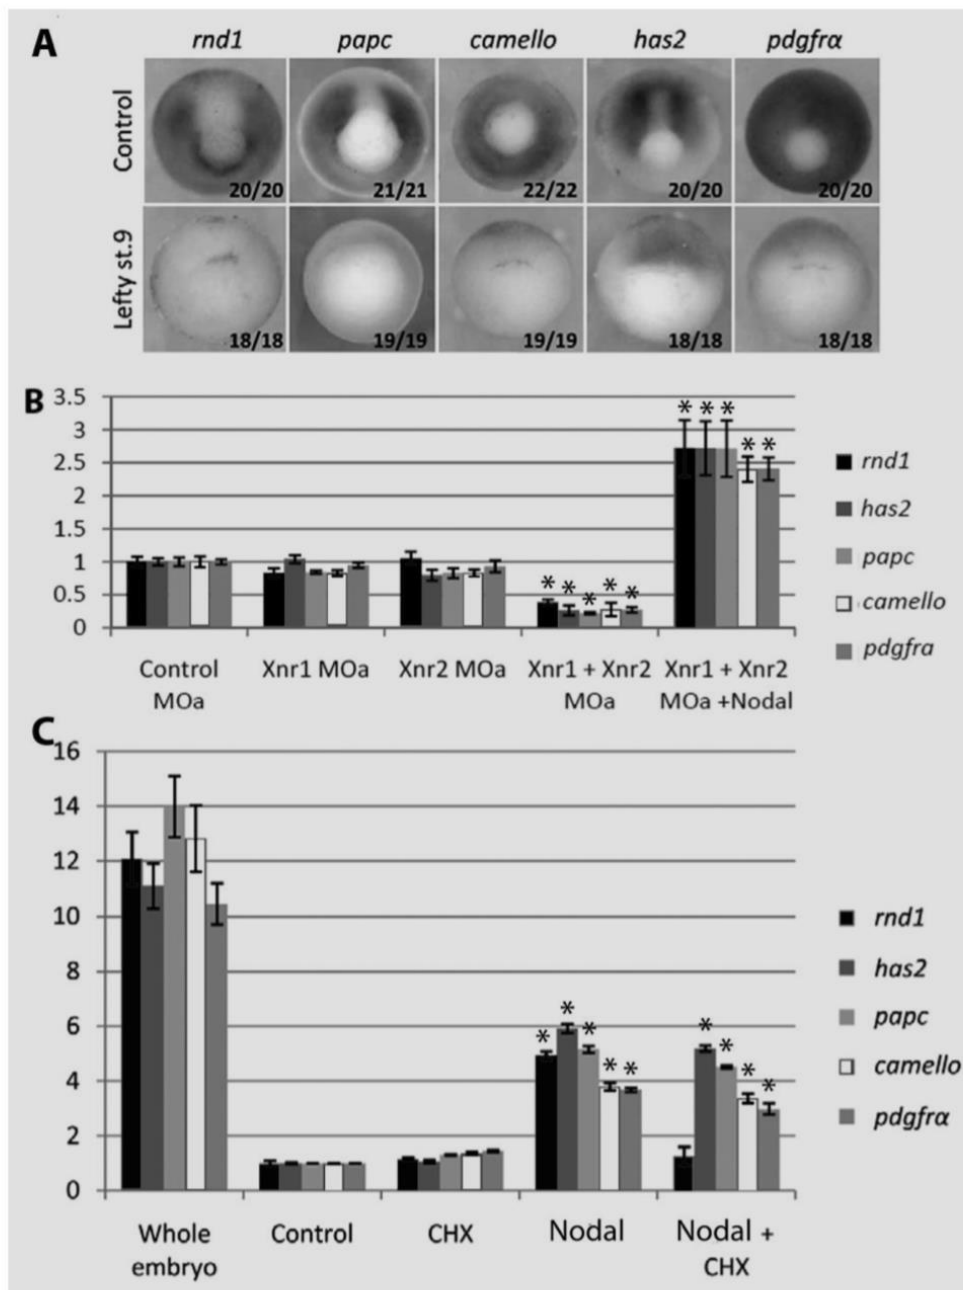 A
rnd1 papc camello has2 pdgfrα
Control
20/20 21/21 22/22 20/20 20/20
Lefty st.9
18/18 19/19 19/19 18/18 18/18
B
3.5
3
2.5
2
1.5
1
0.5
0
* * * * *
* * * * *
rnd1
has2
papc
camello
pdgfra
Control Xnr1 MOa Xnr2 MOa Xnr1 + Xnr2 Xnr1 + Xnr2
MOa MOa MOa +Nodal
C
16
14
12
10
8
6
4
2
0
* * * * *
* * * *
rnd1
has2
papc
camello
pdgfrα
Whole Control CHX Nodal Nodal +
embryo CHX